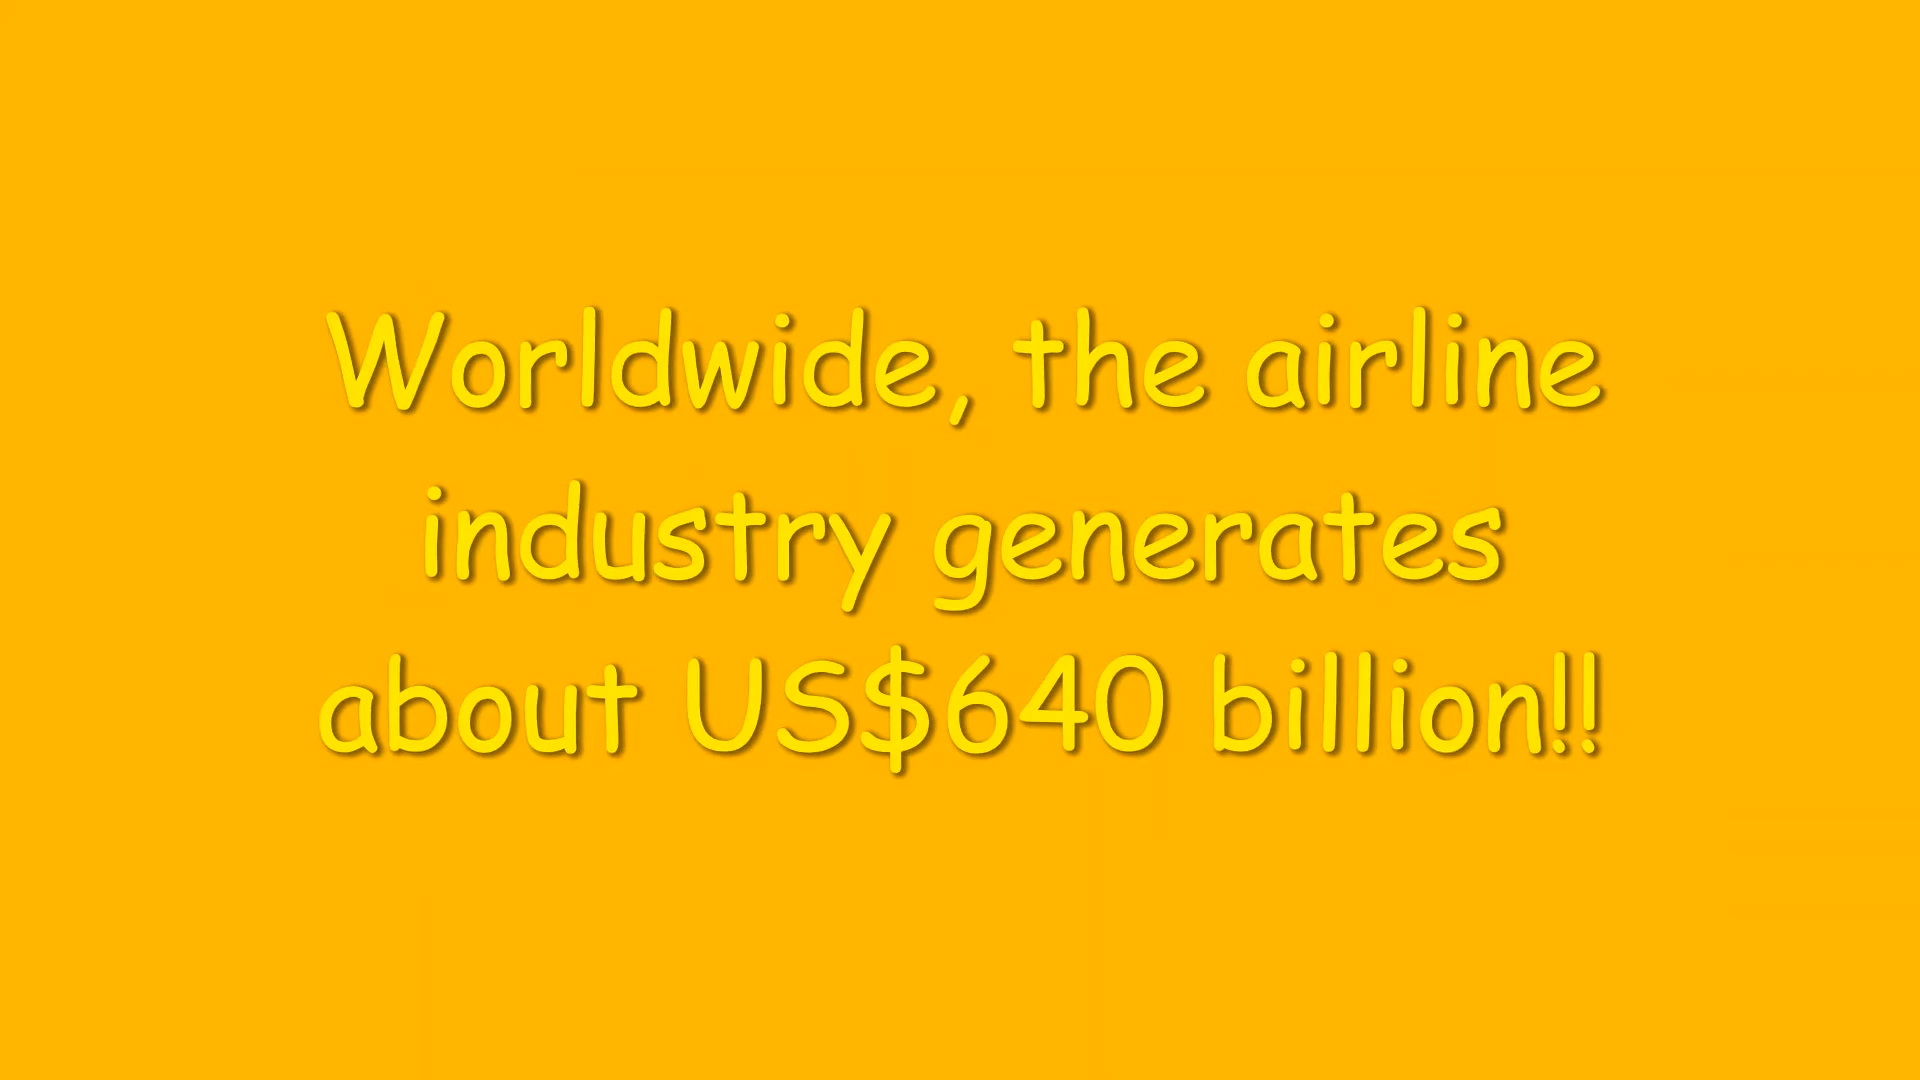 Worldwide, the airline
industry generates
about US$640 billion!!